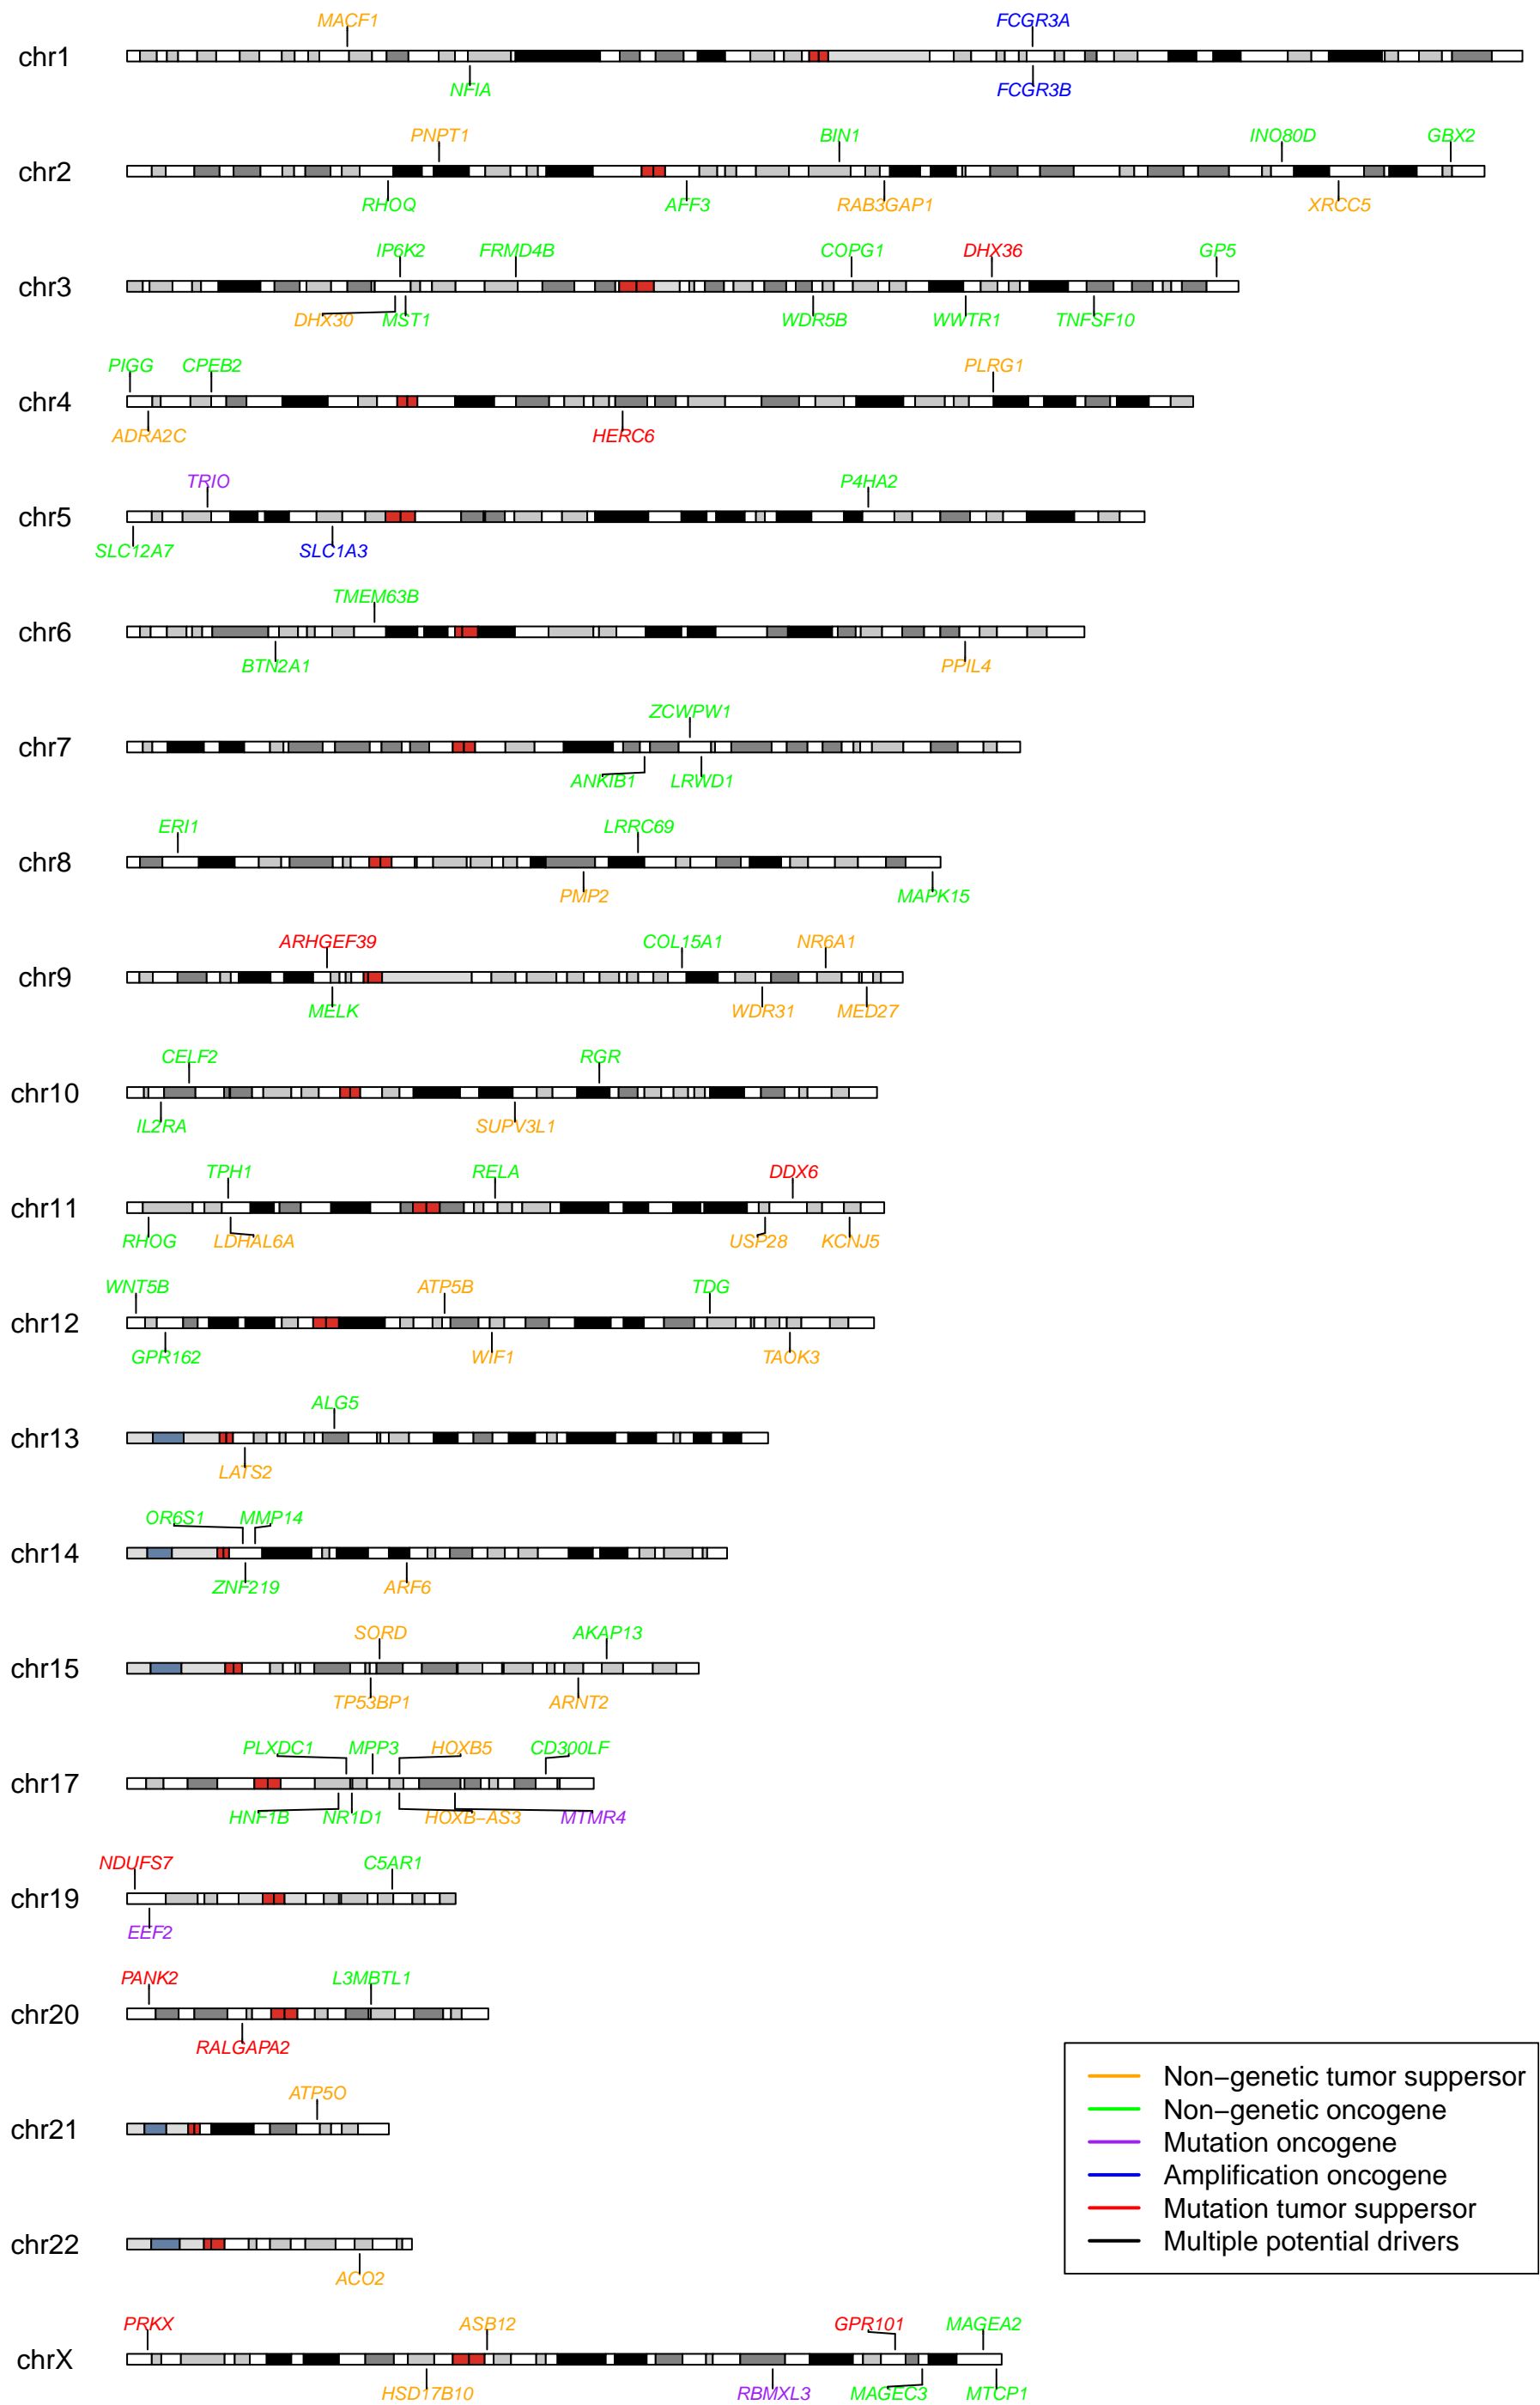 MACF1 FCGR3A
chr1
NFIA FCGR3B
PNPT1 BIN1 INO80D GBX2
chr2
RHOQ AFF3 RAB3GAP1 XRCC5
IP6K2 FRMD4B COPG1 DHX36 GP5
chr3
DHX30 MST1 WDR5B WWTR1 TNFSF10
PIGG CPEB2 PLRG1
chr4
ADRA2C HERC6
TRIO P4HA2
chr5
SLC12A7 SLC1A3
TMEM63B
chr6
BTN2A1 PPIL4
ZCWPW1
chr7
ANKIB1 LRWD1
ERI1 LRRC69
chr8
PMP2 MAPK15
ARHGEF39 COL15A1 NR6A1
chr9
MELK WDR31 MED27
CELF2 RGR
chr10
IL2RA SUPV3L1
TPH1 RELA DDX6
chr11
RHOG LDHAL6A USP28 KCNJ5
WNT5B ATP5B TDG
chr12
GPR162 WIF1 TAOK3
ALG5
chr13
LATS2
OR6S1 MMP14
chr14
ZNF219 ARF6
SORD AKAP13
chr15
TP53BP1 ARNT2
PLXDC1 MPP3 HOXB5 CD300LF
chr17
HNF1B NR1D1 HOXB−AS3 MTMR4
NDUFS7 C5AR1
chr19
EEF2
PANK2 L3MBTL1
chr20
RALGAPA2
ATP5O
chr21
chr22
ACO2
PRKX ASB12 GPR101 MAGEA2
chrX
HSD17B10 RBMXL3 MAGEC3 MTCP1
Non−genetic tumor suppersor
Non−genetic oncogene
Mutation oncogene
Amplification oncogene
Mutation tumor suppersor
Multiple potential drivers